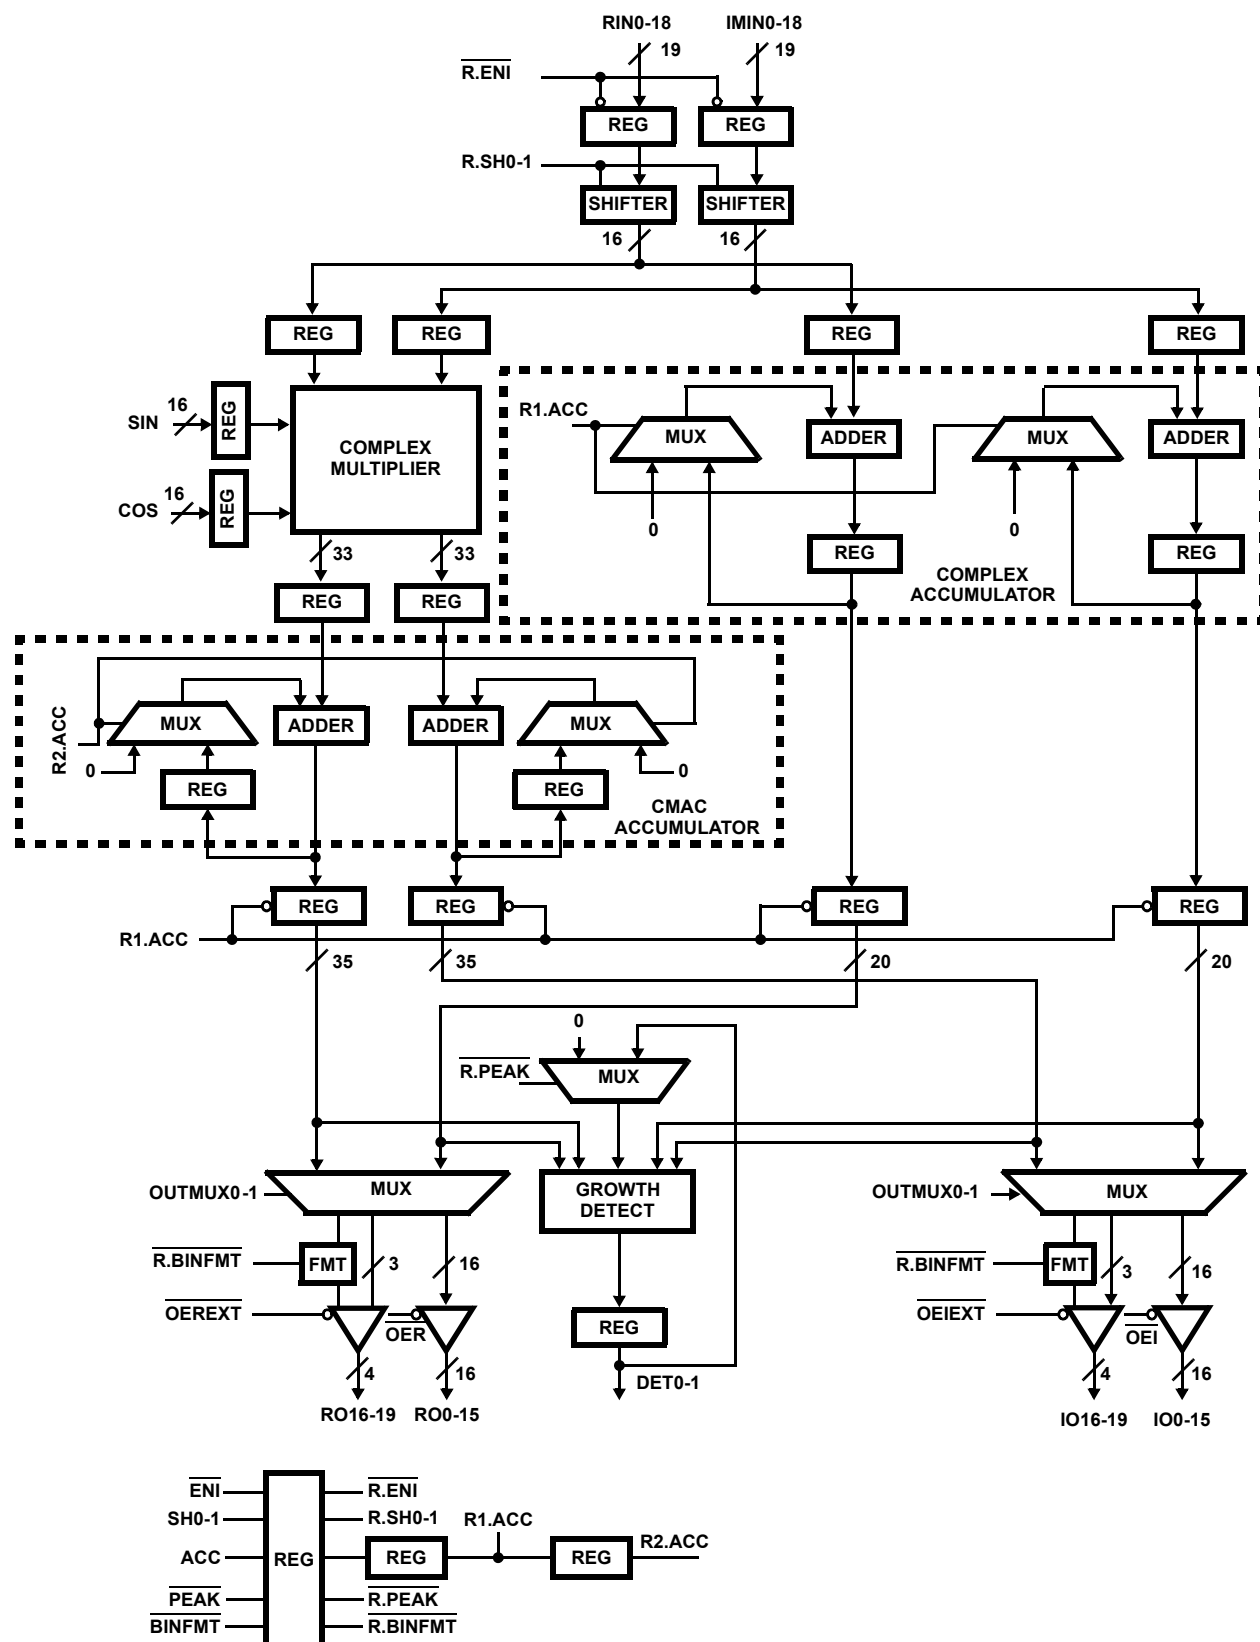 RIN0-18 IMIN0-18
19 19
R.ENI
REG REG
R.SH0-1
SHIFTER SHIFTER
16 16
REG REG REG REG
SIN 16 REG
COMPLEX
MULTIPLIER
COS 16 REG
R1.ACC
MUX ADDER MUX ADDER
0 0
REG REG
COMPLEX
ACCUMULATOR
33 33
REG REG
R2.ACC
MUX ADDER ADDER MUX
0 0
REG REG
CMAC
ACCUMULATOR
REG REG REG REG
R1.ACC
35 35 20 20
0
R.PEAK
MUX
OUTMUX0-1 MUX
GROWTH
DETECT
OUTMUX0-1 MUX
R.BINFMT FMT 3 16
R.BINFMT FMT 3 16
OEREXT OER
REG
OEIEXT OEI
4 16
DET0-1
4 16
RO16-19 RO0-15
IO16-19 IO0-15
ENI R.ENI
SH0-1 R.SH0-1
R1.ACC
ACC REG REG REG R2.ACC
PEAK R.PEAK
BINFMT R.BINFMT